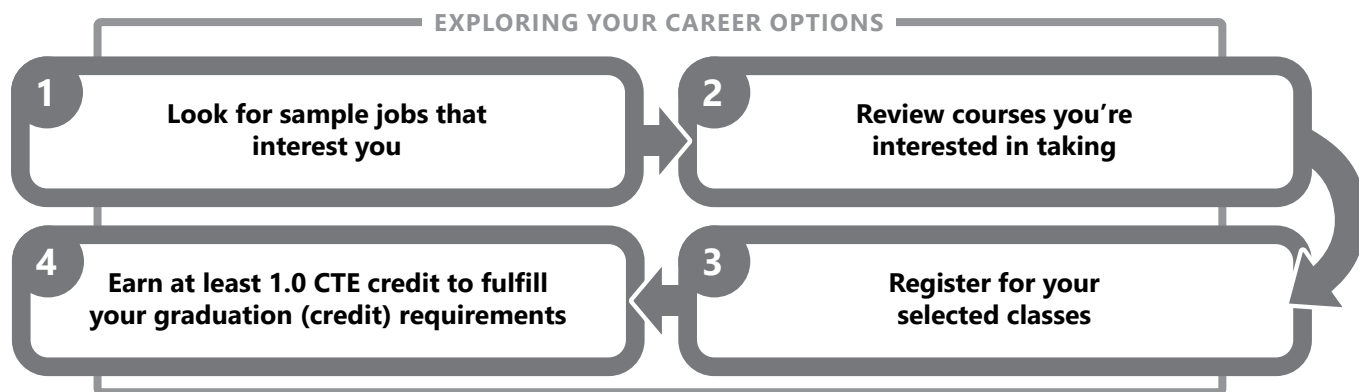 EXPLORING YOUR CAREER OPTIONS
1
Look for sample jobs that
interest you
2
Review courses you’re
interested in taking
3
Register for your
selected classes
4
Earn at least 1.0 CTE credit to fulfill
your graduation (credit) requirements